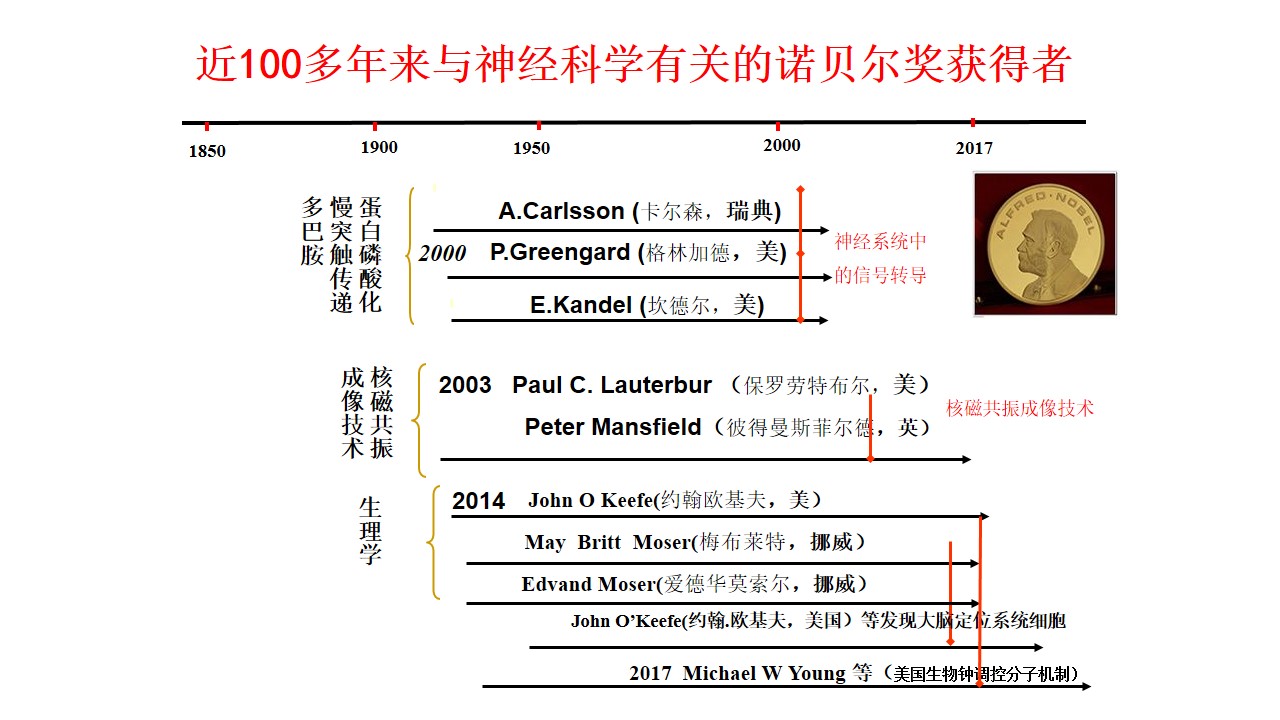 近100多年来与神经科学有关的诺贝尔奖获得者
1850
1900
1950
2000
2017
蛋白磷酸化
慢突触传递
多巴胺
A.Carlsson (卡尔森，瑞典)
2000 P.Greengard (格林加德，美)
E.Kandel (坎德尔，美)
神经系统中
的信号转导
ALFRED·NOBEL
核磁共振
成像技术
2003 Paul C. Lauterbur （保罗劳特布尔，美）
Peter Mansfield（彼得曼斯菲尔德，英）
核磁共振成像技术
生理学
2014 John O Keefe(约翰欧基夫，美）
May Britt Moser(梅布莱特，挪威）
Edvand Moser(爱德华莫索尔，挪威）
John O’Keefe(约翰.欧基夫，美国）等发现大脑定位系统细胞
2017 Michael W Young 等（美国生物钟调控分子机制）